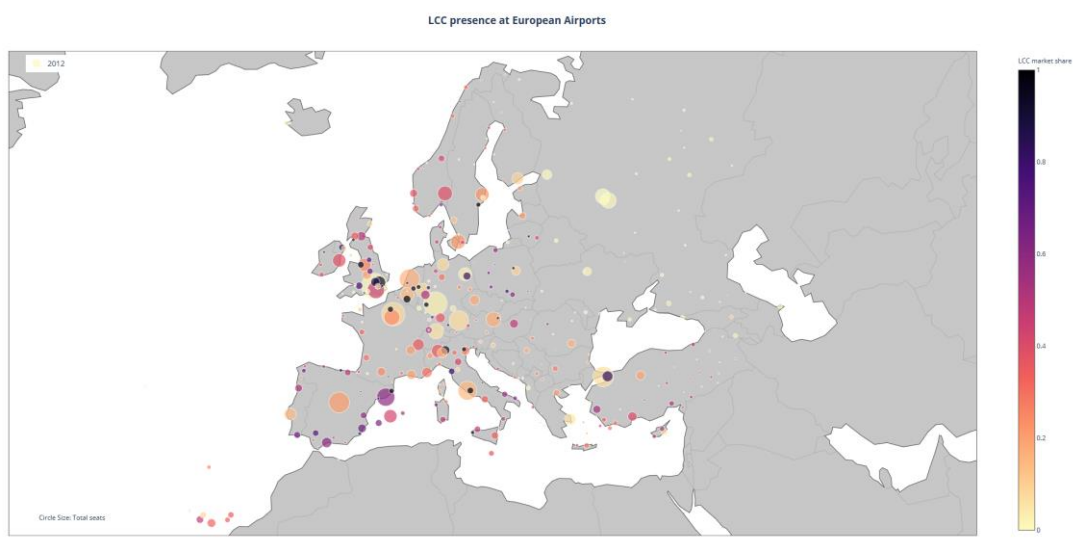 LCC presence at European Airports
2012
LCC market share
1
0.8
0.6
0.4
0.2
0
Circle Size: Total seats